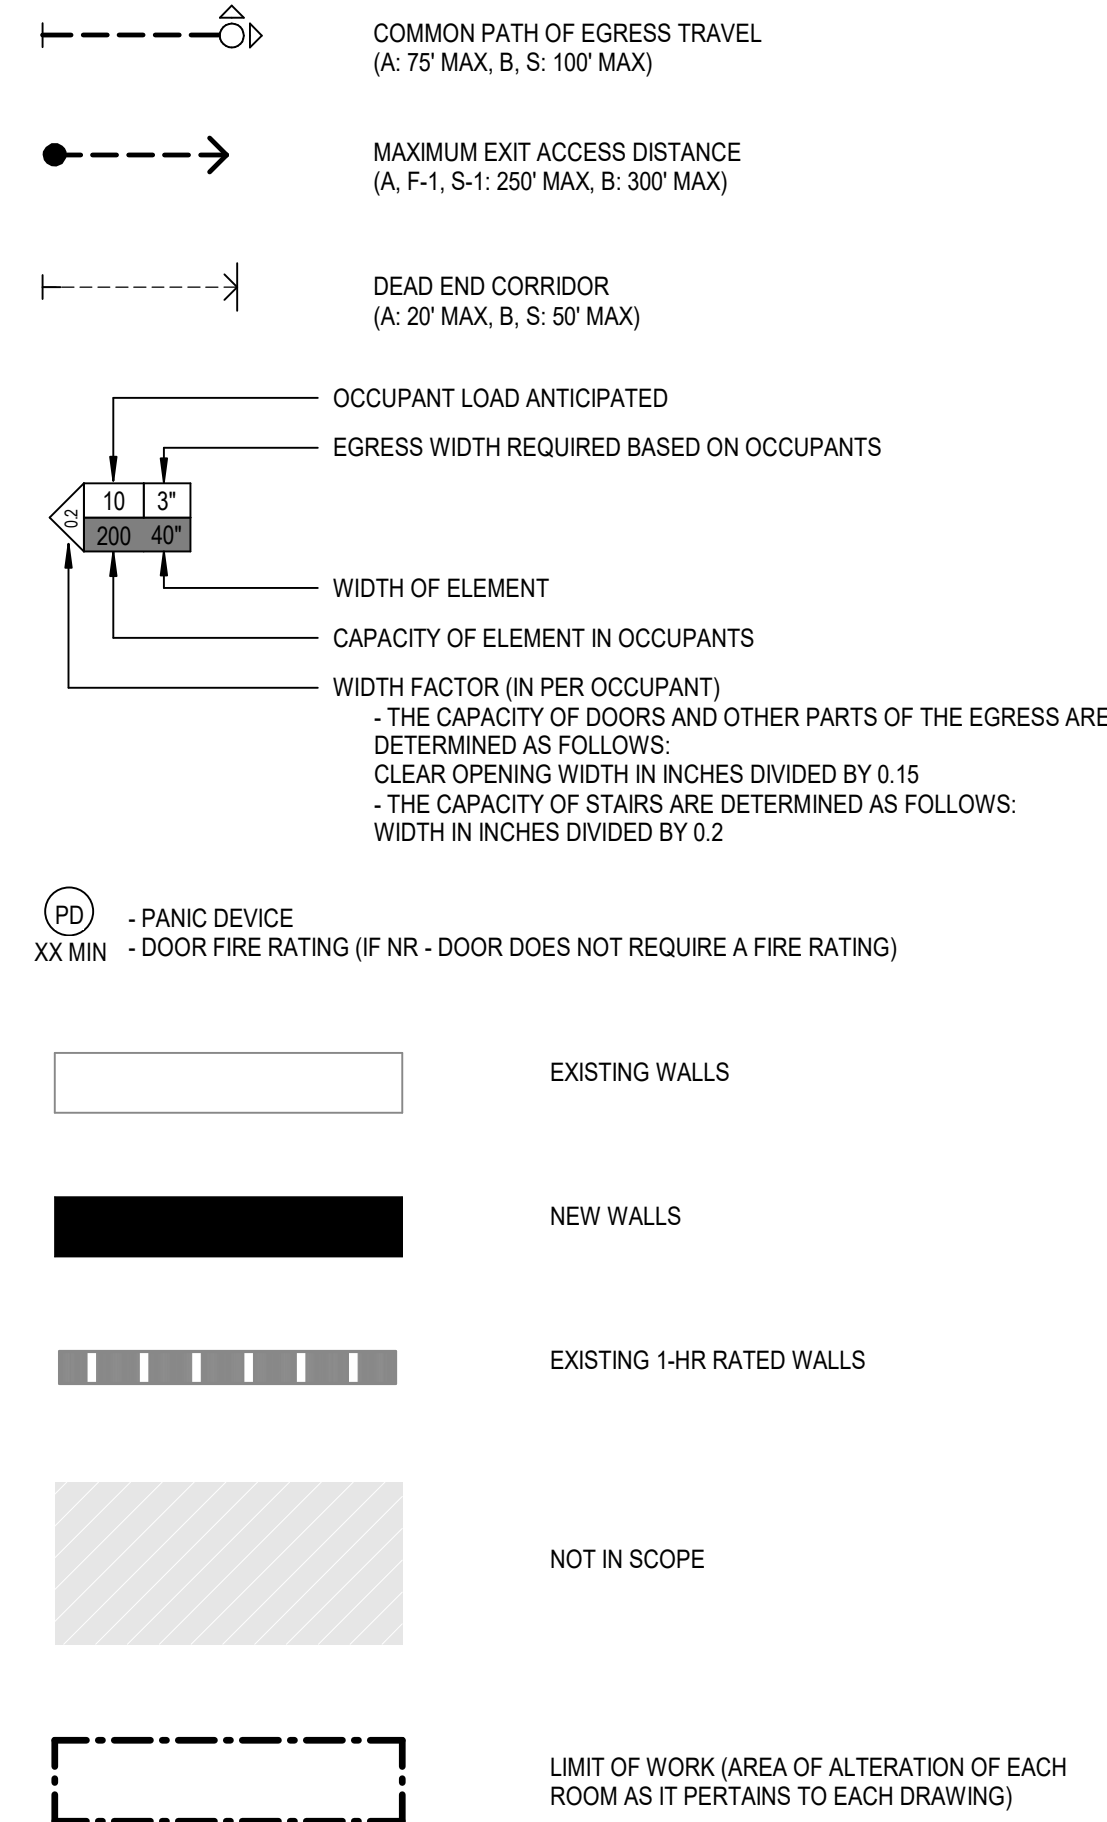 COMMON PATH OF EGRESS TRAVEL
(A: 75' MAX, B, S: 100' MAX)
MAXIMUM EXIT ACCESS DISTANCE
(A, F-1, S-1: 250' MAX, B: 300' MAX)
DEAD END CORRIDOR
(A: 20' MAX, B, S: 50' MAX)
OCCUPANT LOAD ANTICIPATED
EGRESS WIDTH REQUIRED BASED ON OCCUPANTS
0.2
10 3"
200 40"
WIDTH OF ELEMENT
CAPACITY OF ELEMENT IN OCCUPANTS
WIDTH FACTOR (IN PER OCCUPANT)
- THE CAPACITY OF DOORS AND OTHER PARTS OF THE EGRESS ARE
DETERMINED AS FOLLOWS:
CLEAR OPENING WIDTH IN INCHES DIVIDED BY 0.15
- THE CAPACITY OF STAIRS ARE DETERMINED AS FOLLOWS:
WIDTH IN INCHES DIVIDED BY 0.2
PD - PANIC DEVICE
XX MIN - DOOR FIRE RATING (IF NR - DOOR DOES NOT REQUIRE A FIRE RATING)
EXISTING WALLS
NEW WALLS
EXISTING 1-HR RATED WALLS
NOT IN SCOPE
LIMIT OF WORK (AREA OF ALTERATION OF EACH
ROOM AS IT PERTAINS TO EACH DRAWING)